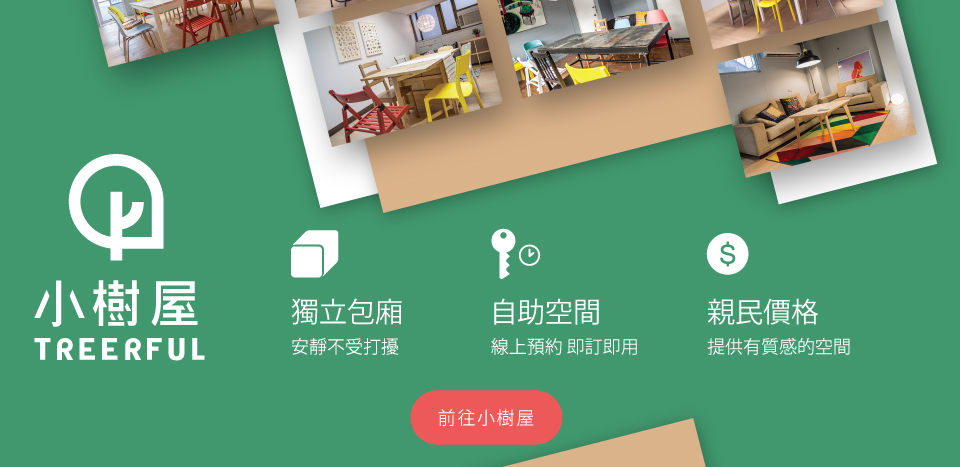 小樹屋
TREERFUL
獨立包廂
安靜不受打擾
自助空間
線上預約 即訂即用
親民價格
提供有質感的空間
前往小樹屋